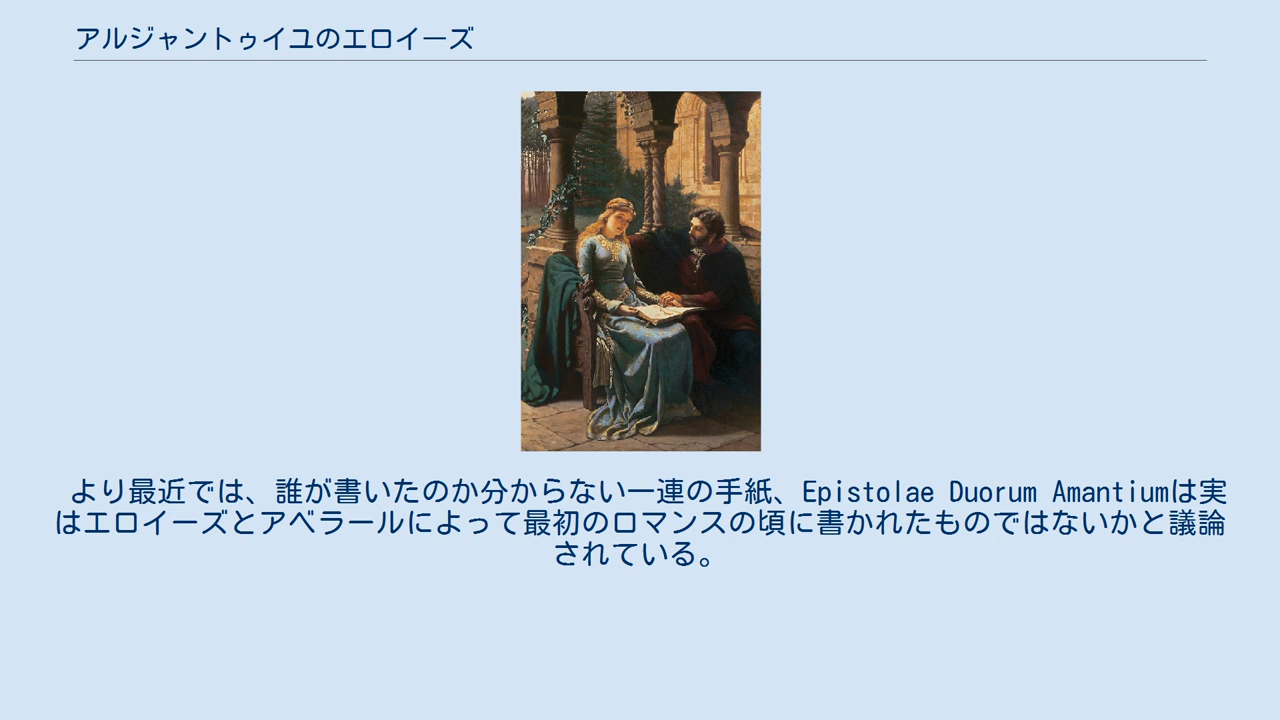 アルジャントゥイユのエロイーズ
より最近では、誰が書いたのか分からない一連の手紙、Epistolae Duorum Amantiumは実
はエロイーズとアベラールによって最初のロマンスの頃に書かれたものではないかと議論
されている。